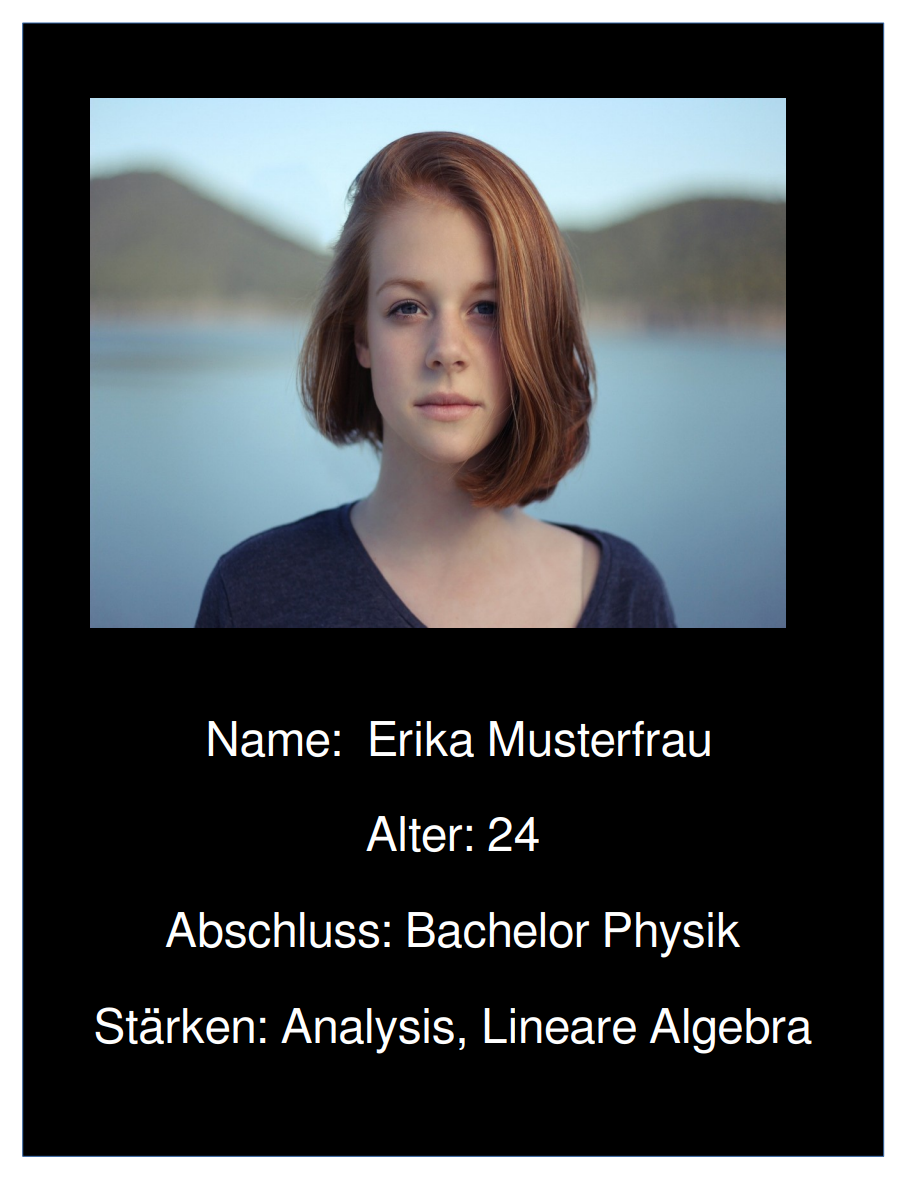 Name: Erika Musterfrau
Alter: 24
Abschluss: Bachelor Physik
Stärken: Analysis, Lineare Algebra